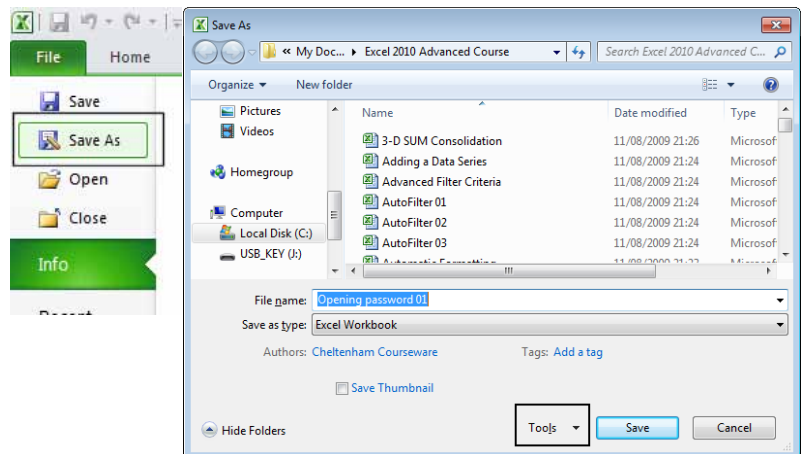 File Home
Save
Save As
Open
Close
Info
Save As
« My Doc... ▸ Excel 2010 Advanced Course
Search Excel 2010 Advanced C...
Organize New folder
Pictures
Videos
Homegroup
Computer
Local Disk (C:)
USB_KEY (J:)
Name Date modified Type
3-D SUM Consolidation 11/08/2009 21:26 Microsof
Adding a Data Series 11/08/2009 21:24 Microsof
Advanced Filter Criteria 11/08/2009 21:24 Microsof
AutoFilter 01 11/08/2009 21:24 Microsof
AutoFilter 02 11/08/2009 21:24 Microsof
AutoFilter 03 11/08/2009 21:24 Microsof
File name: Opening password 01
Save as type: Excel Workbook
Authors: Cheltenham Courseware Tags: Add a tag
Save Thumbnail
Hide Folders Tools Save Cancel